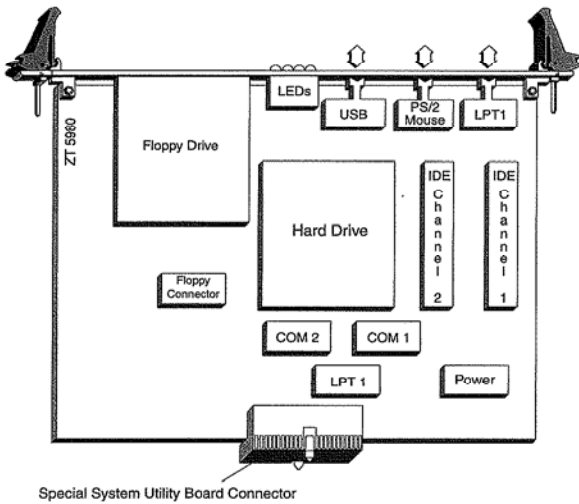 LEDs
USB
PS/2
Mouse
LPT1
ZT 5980
Floppy Drive
Hard Drive
IDE
Channel
2
IDE
Channel
1
Floppy
Connector
COM 2
COM 1
LPT 1
Power
Special System Utility Board Connector